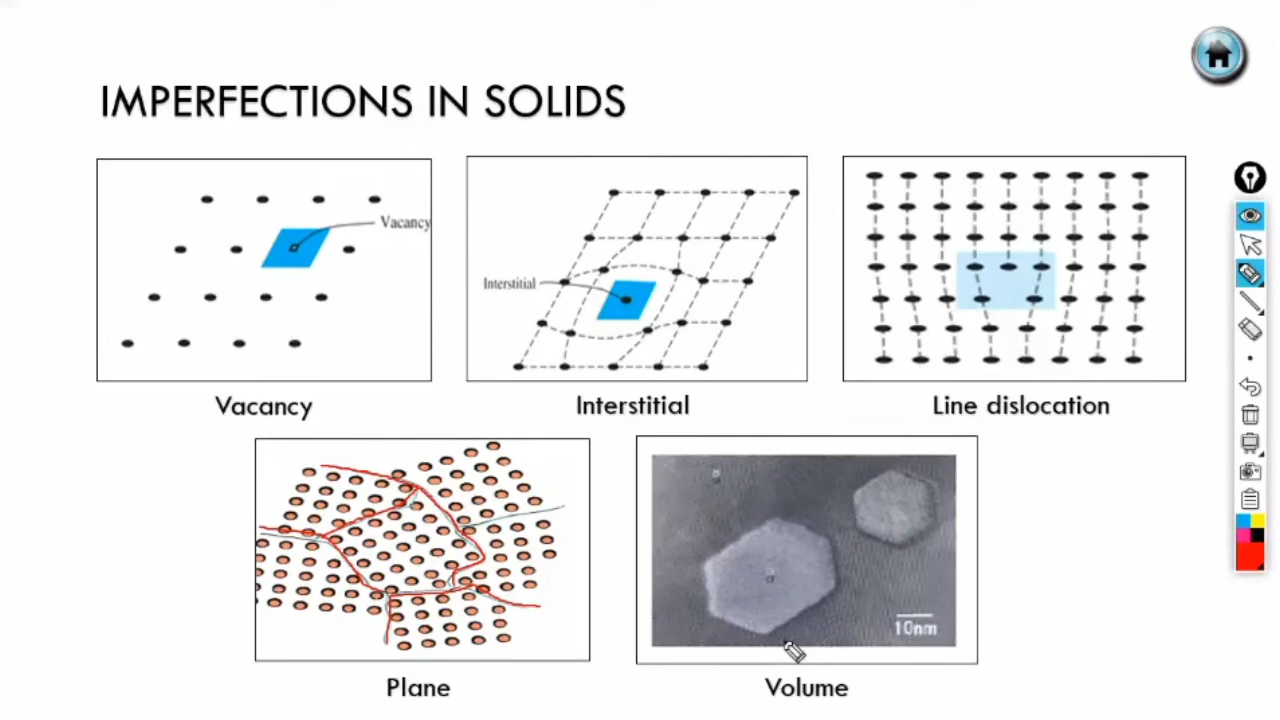 IMPERFECTIONS IN SOLIDS
Vacancy
Interstitial
Vacancy
Interstitial
Line dislocation
10nm
Plane
Volume